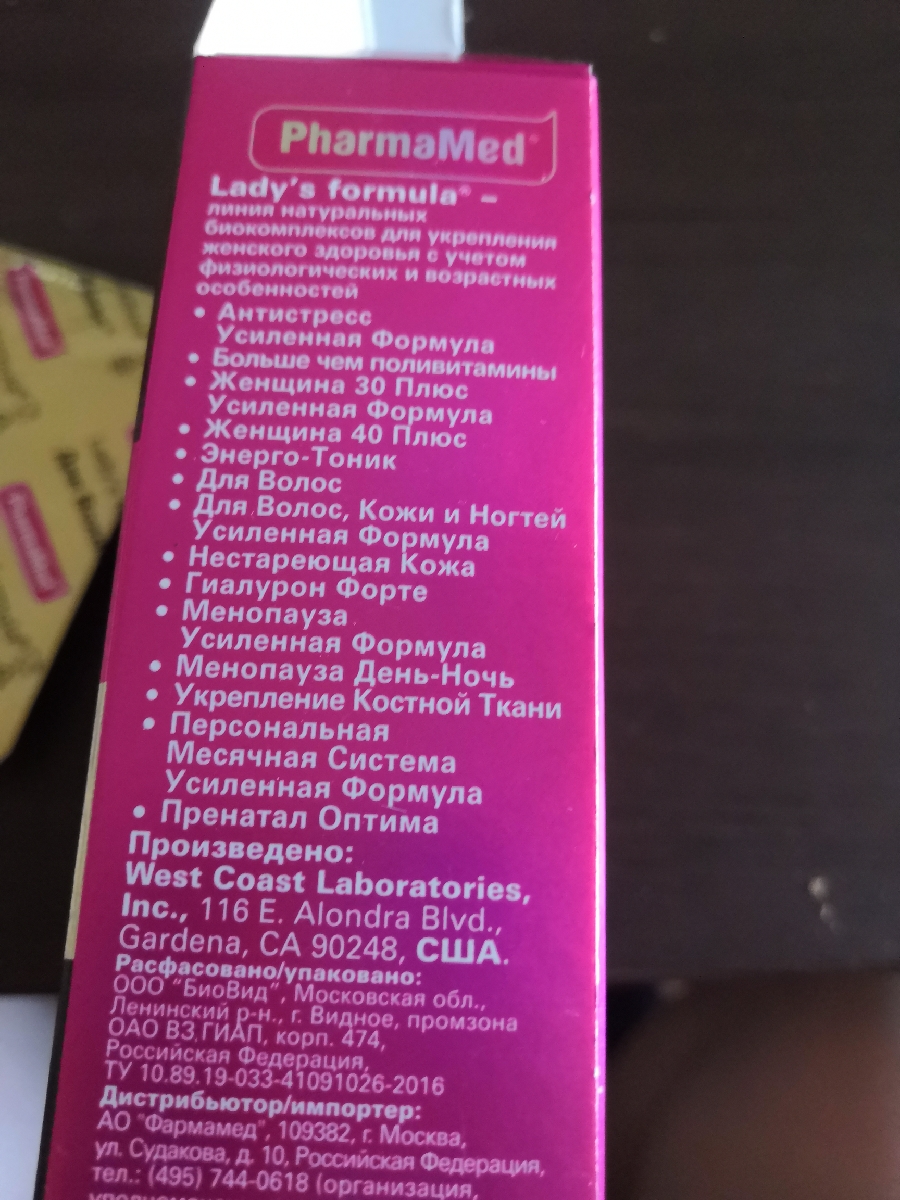 PharmaMed®
Lady's formula® –
линия натуральных
биокомплексов для укрепления
женского здоровья с учетом
физиологических и возрастных
особенностей
• Антистресс
Усиленная Формула
• Больше чем поливитамины
• Женщина 30 Плюс
Усиленная Формула
• Женщина 40 Плюс
• Энерго-Тоник
• Для Волос
• Для Волос, Кожи и Ногтей
Усиленная Формула
• Нестареющая Кожа
• Гиалурон Форте
• Менопауза
Усиленная Формула
• Менопауза День-Ночь
• Укрепление Костной Ткани
• Персональная
Месячная Система
Усиленная Формула
• Пренатал Оптима
Произведено:
West Coast Laboratories,
Inc., 116 E. Alondra Blvd.,
Gardena, CA 90248, США.
Расфасовано/упаковано:
ООО "БиоВид", Московская обл.,
Ленинский р-н., г. Видное, промзона
ОАО ВЗ ГИАП, корп. 474,
Российская Федерация,
ТУ 10.89.19-033-41091026-2016
Дистрибьютор/импортер:
АО "Фармамед", 109382, г. Москва,
ул. Судакова, д. 10, Российская Федерация,
тел.: (495) 744-0618 (организация,